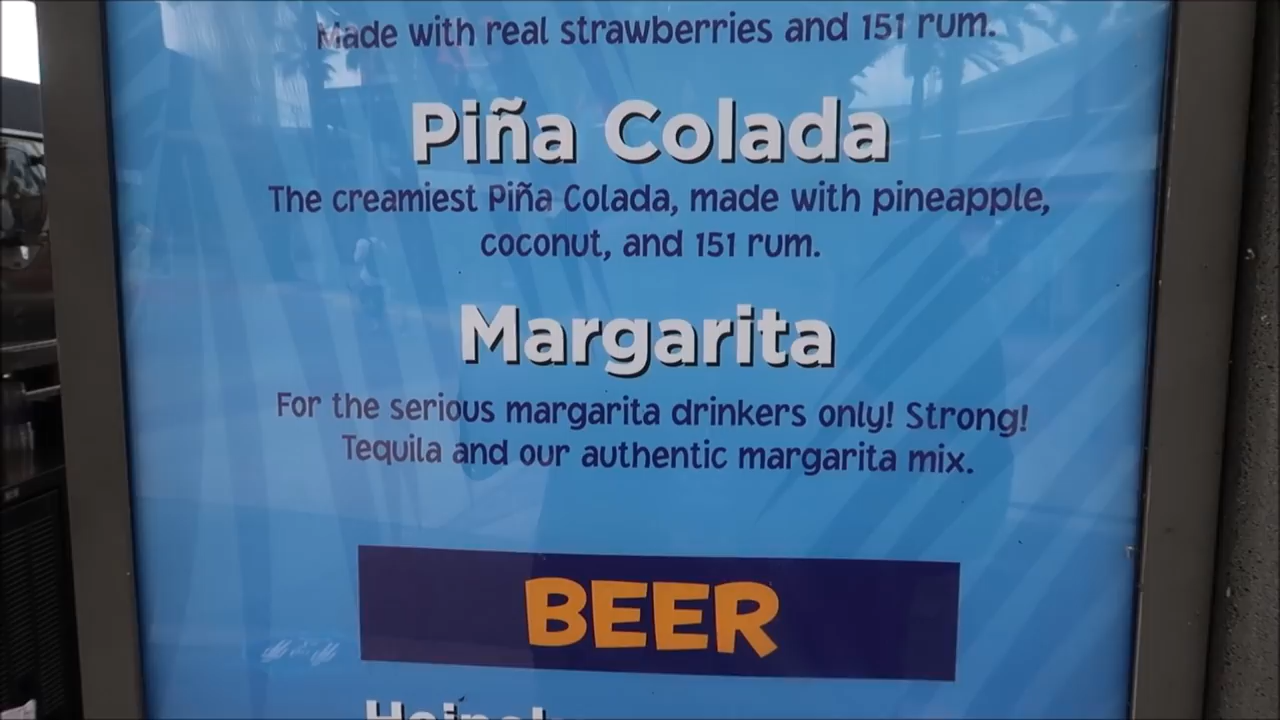 Made with real strawberries and 151 rum.
Piña Colada
The creamiest Piña Colada, made with pineapple,
coconut, and 151 rum.
Margarita
For the serious margarita drinkers only! Strong!
Tequila and our authentic margarita mix.
BEER